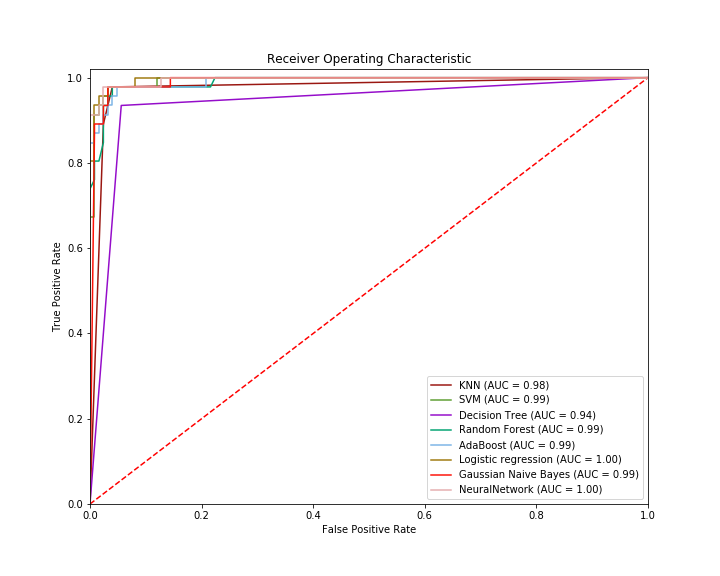 Receiver Operating Characteristic
True Positive Rate
1.0
0.8
0.6
0.4
0.2
0.0
KNN (AUC = 0.98)
SVM (AUC = 0.99)
Decision Tree (AUC = 0.94)
Random Forest (AUC = 0.99)
AdaBoost (AUC = 0.99)
Logistic regression (AUC = 1.00)
Gaussian Naive Bayes (AUC = 0.99)
NeuralNetwork (AUC = 1.00)
0.0 0.2 0.4 0.6 0.8 1.0
False Positive Rate